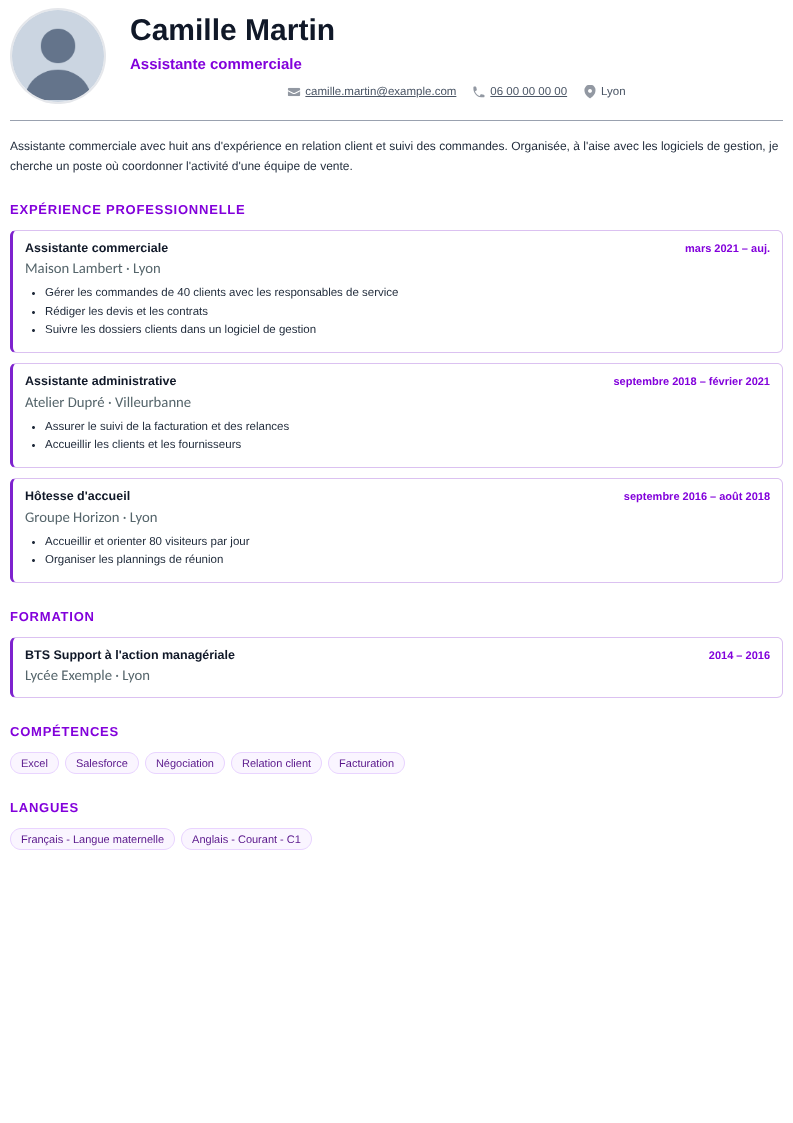 Camille Martin
Assistante commerciale
camille.martin@example.com 06 00 00 00 00 Lyon
Assistante commerciale avec huit ans d'expérience en relation client et suivi des commandes. Organisée, à l'aise avec les logiciels de gestion, je
cherche un poste où coordonner l'activité d'une équipe de vente.
EXPÉRIENCE PROFESSIONNELLE
Assistante commerciale mars 2021 – auj.
Maison Lambert · Lyon
• Gérer les commandes de 40 clients avec les responsables de service
• Rédiger les devis et les contrats
• Suivre les dossiers clients dans un logiciel de gestion
Assistante administrative septembre 2018 – février 2021
Atelier Dupré · Villeurbanne
• Assurer le suivi de la facturation et des relances
• Accueillir les clients et les fournisseurs
Hôtesse d'accueil septembre 2016 – août 2018
Groupe Horizon · Lyon
• Accueillir et orienter 80 visiteurs par jour
• Organiser les plannings de réunion
FORMATION
BTS Support à l'action managériale 2014 – 2016
Lycée Exemple · Lyon
COMPÉTENCES
Excel Salesforce Négociation Relation client Facturation
LANGUES
Français - Langue maternelle Anglais - Courant - C1